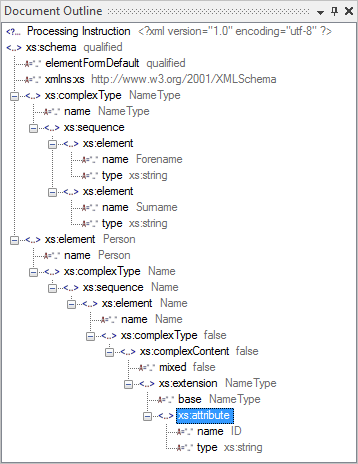 Document Outline
<?... Processing Instruction <?xml version="1.0" encoding="utf-8" ?>
<..> xs:schema qualified
A=".." elementFormDefault qualified
A=".." xmlns:xs http://www.w3.org/2001/XMLSchema
<..> xs:complexType NameType
A=".." name NameType
<..> xs:sequence
<..> xs:element
A=".." name Forename
A=".." type xs:string
<..> xs:element
A=".." name Surname
A=".." type xs:string
<..> xs:element Person
A=".." name Person
<..> xs:complexType Name
<..> xs:sequence Name
<..> xs:element Name
A=".." name Name
<..> xs:complexType false
<..> xs:complexContent false
A=".." mixed false
<..> xs:extension NameType
A=".." base NameType
<..> xs:attribute
A=".." name ID
A=".." type xs:string